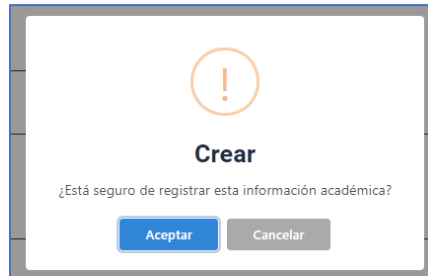 !
Crear
¿Está seguro de registrar esta información académica?
Aceptar Cancelar